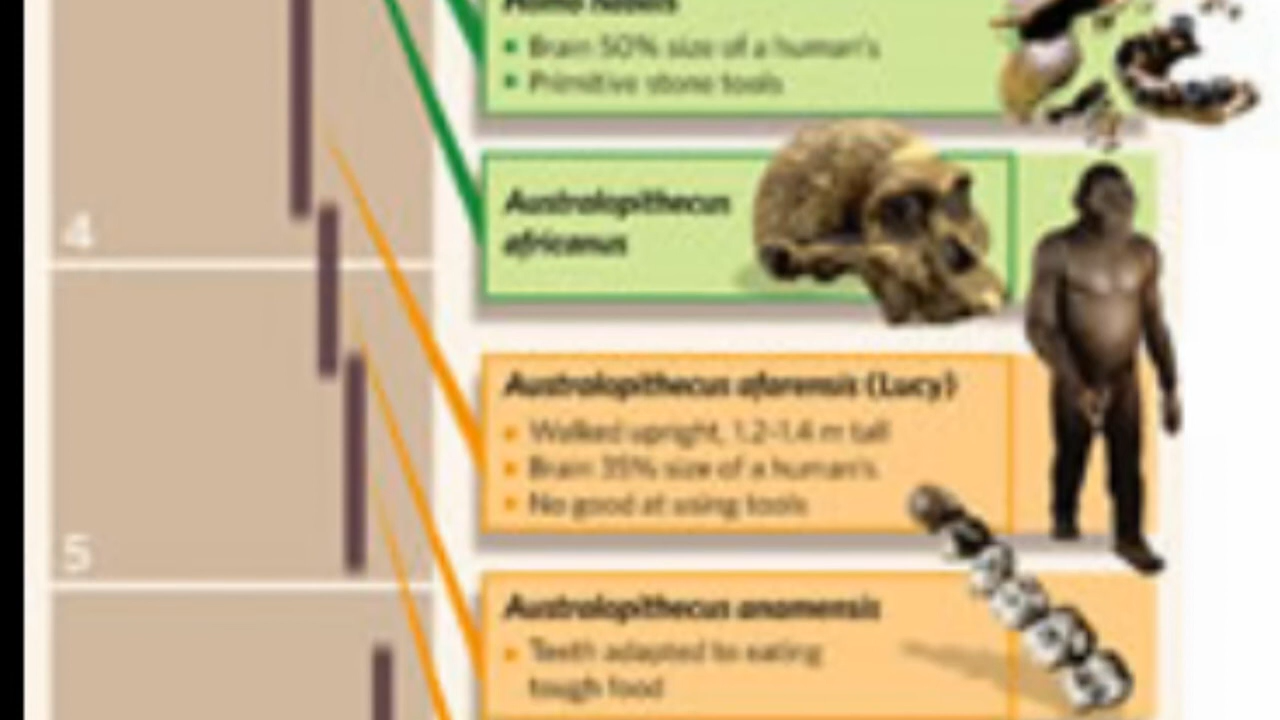 Homo habilis
Brain 50% size of a human's
Primitive stone tools
4
Australopithecus
africanus
Australopithecus afarensis (Lucy)
Walked upright, 1.2-1.4 m tall
Brain 35% size of a human's
No good at using tools
5
Australopithecus anamensis
Teeth adapted to eating
tough food